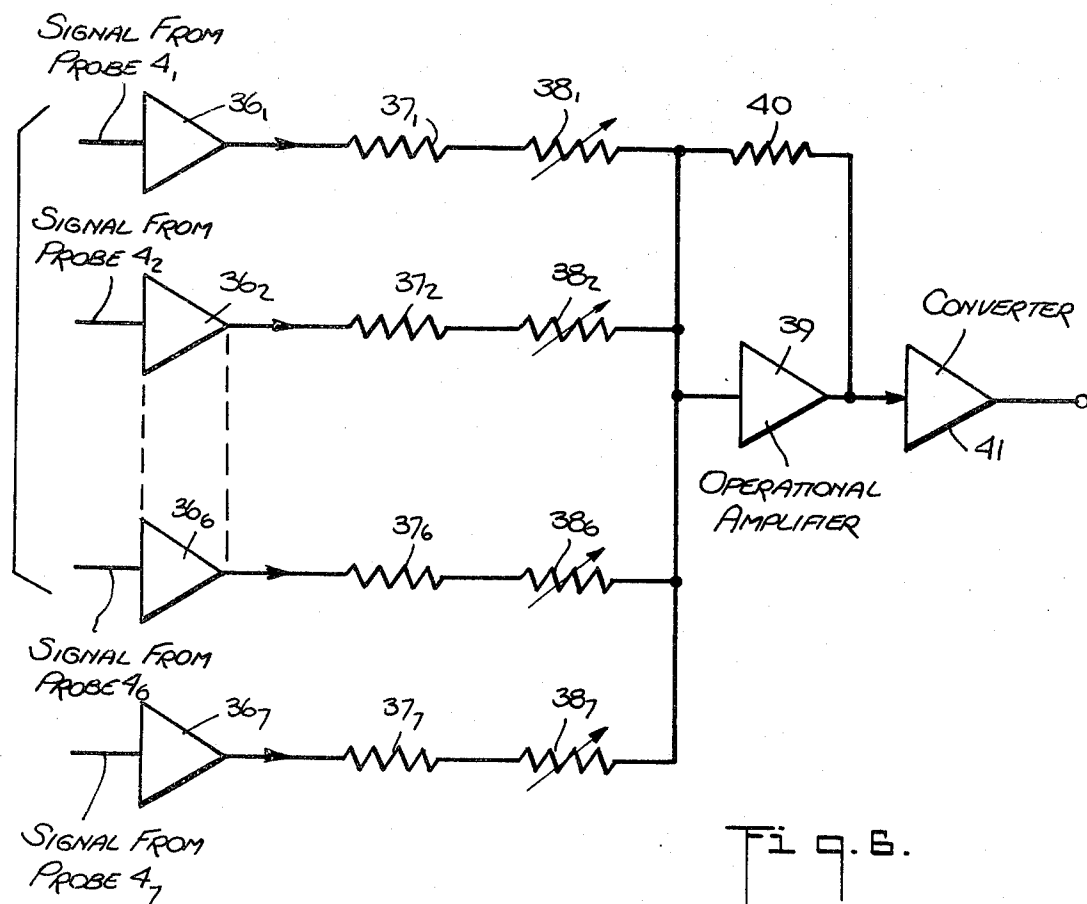 SIGNAL FROM
PROBE 4₁
36₁
37₁
38₁
40
SIGNAL FROM
PROBE 4₂
36₂
37₂
38₂
39
CONVERTER
41
OPERATIONAL
AMPLIFIER
36₆
37₆
38₆
SIGNAL FROM
PROBE 4₆
36₇
37₇
38₇
SIGNAL FROM
PROBE 4₇
Fig. 6.